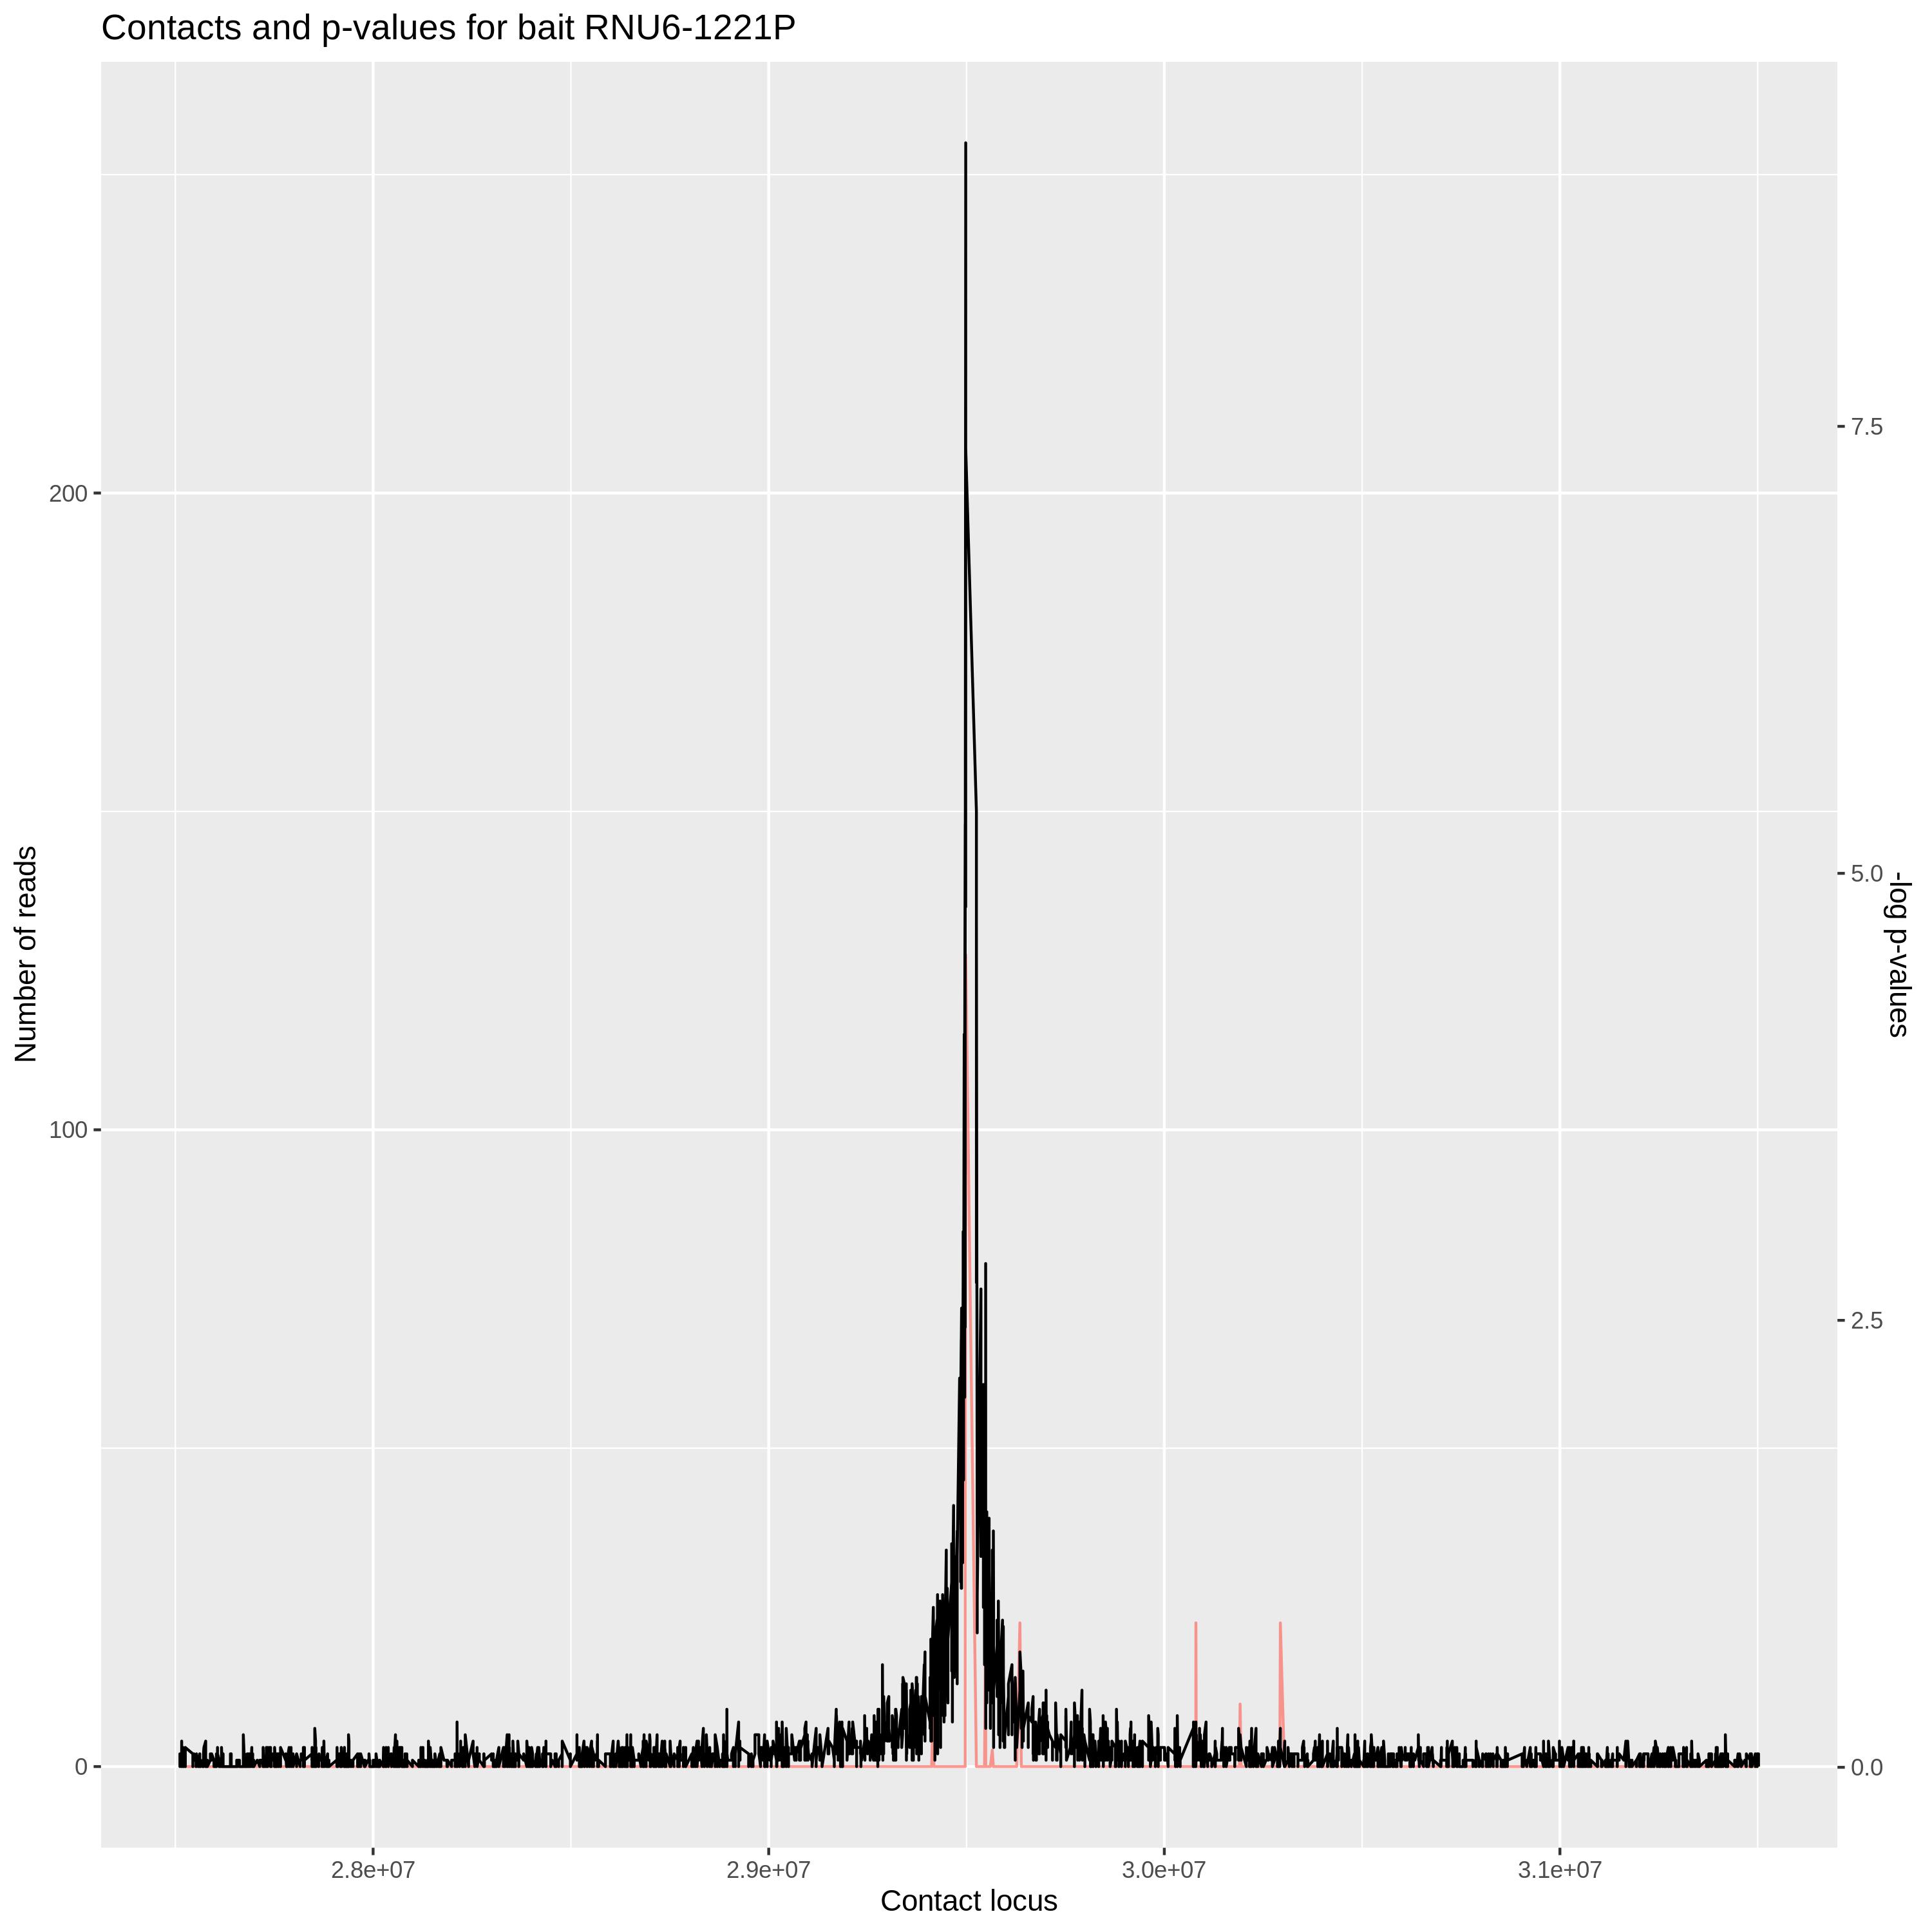 Contacts and p-values for bait RNU6-1221P
Number of reads
200
100
0
7.5
5.0
2.5
0.0
-log p-values
2.8e+07 2.9e+07 3.0e+07 3.1e+07
Contact locus